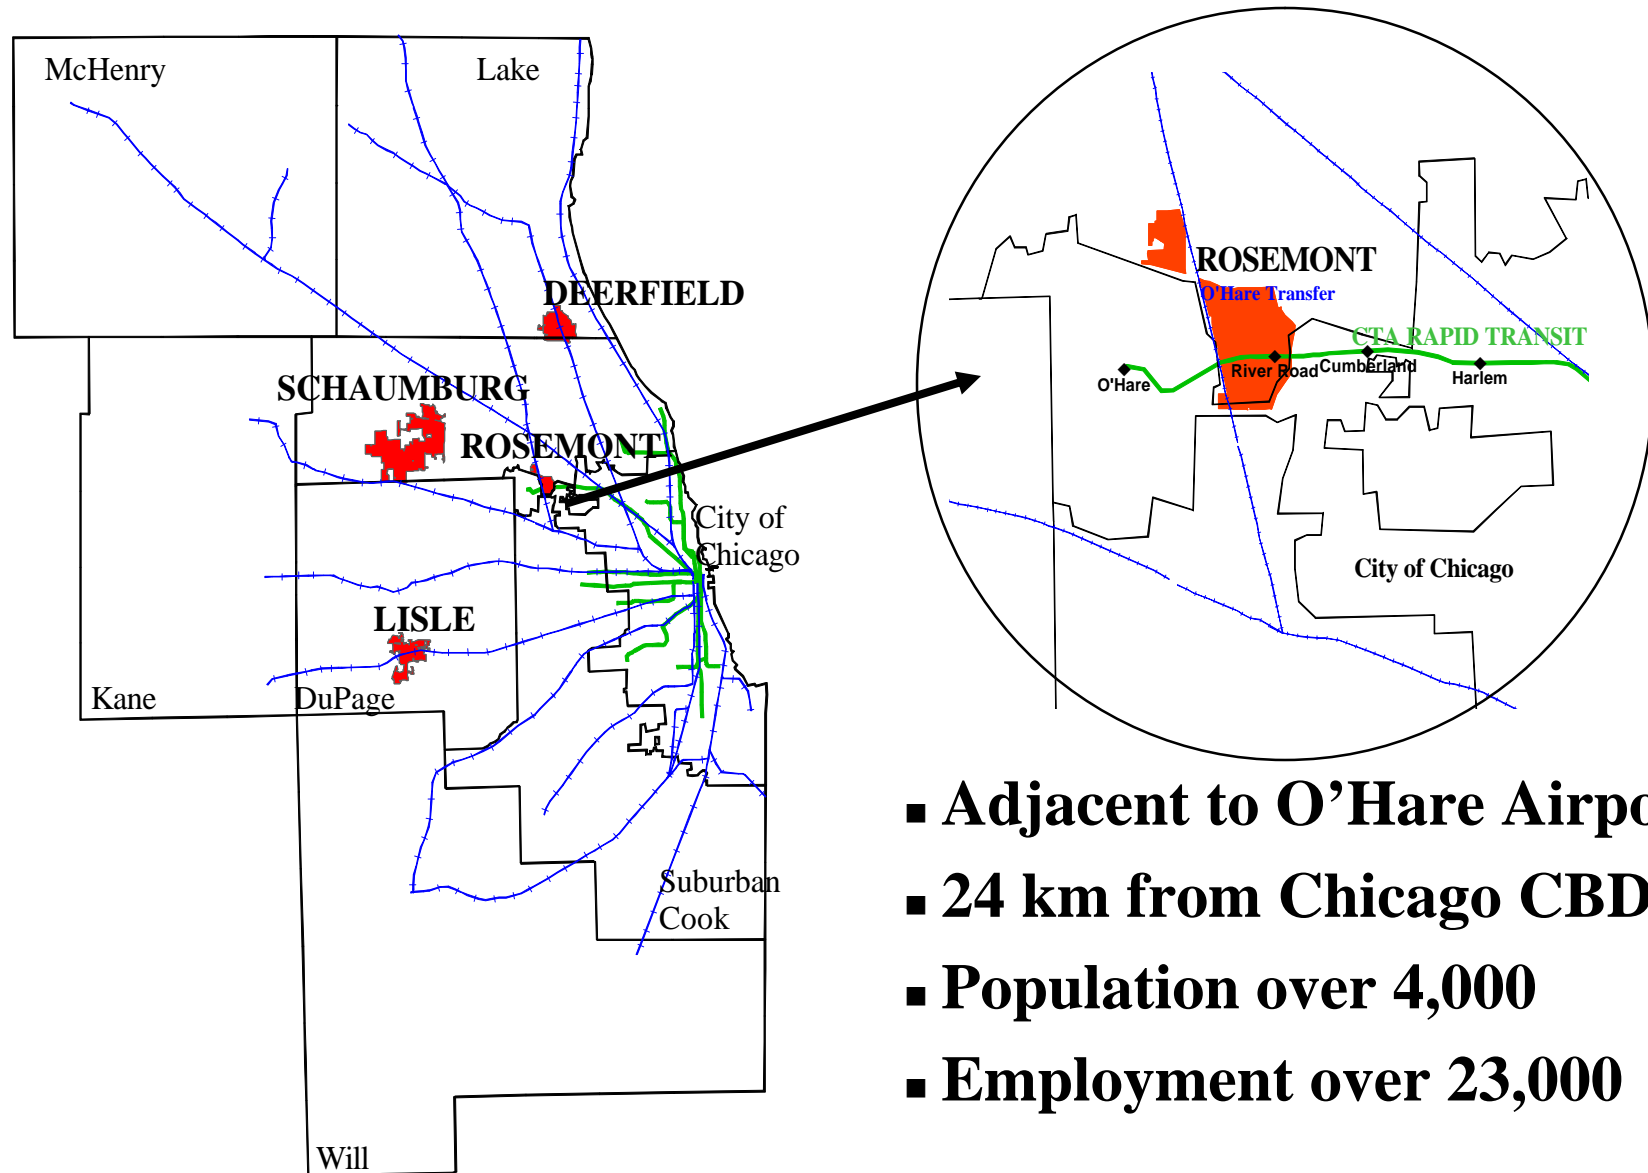 McHenry
Lake
DEERFIELD
SCHAUMBURG
ROSEMONT
City of
Chicago
LISLE
Kane
DuPage
Suburban
Cook
Will
ROSEMONT
O'Hare Transfer
CTA RAPID TRANSIT
O'Hare
River Road
Cumberland
Harlem
City of Chicago
▪ Adjacent to O’Hare Airpo
▪ 24 km from Chicago CBD
▪ Population over 4,000
▪ Employment over 23,000